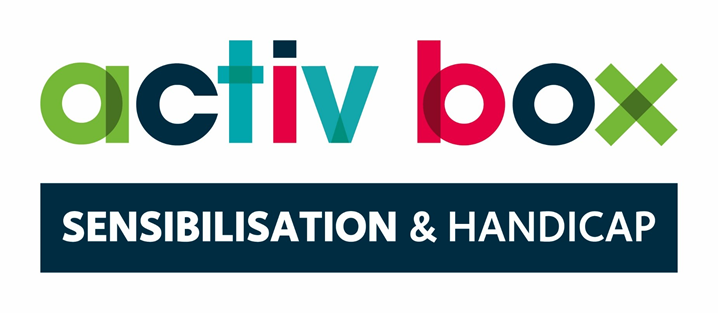 activ box
SENSIBILISATION & HANDICAP